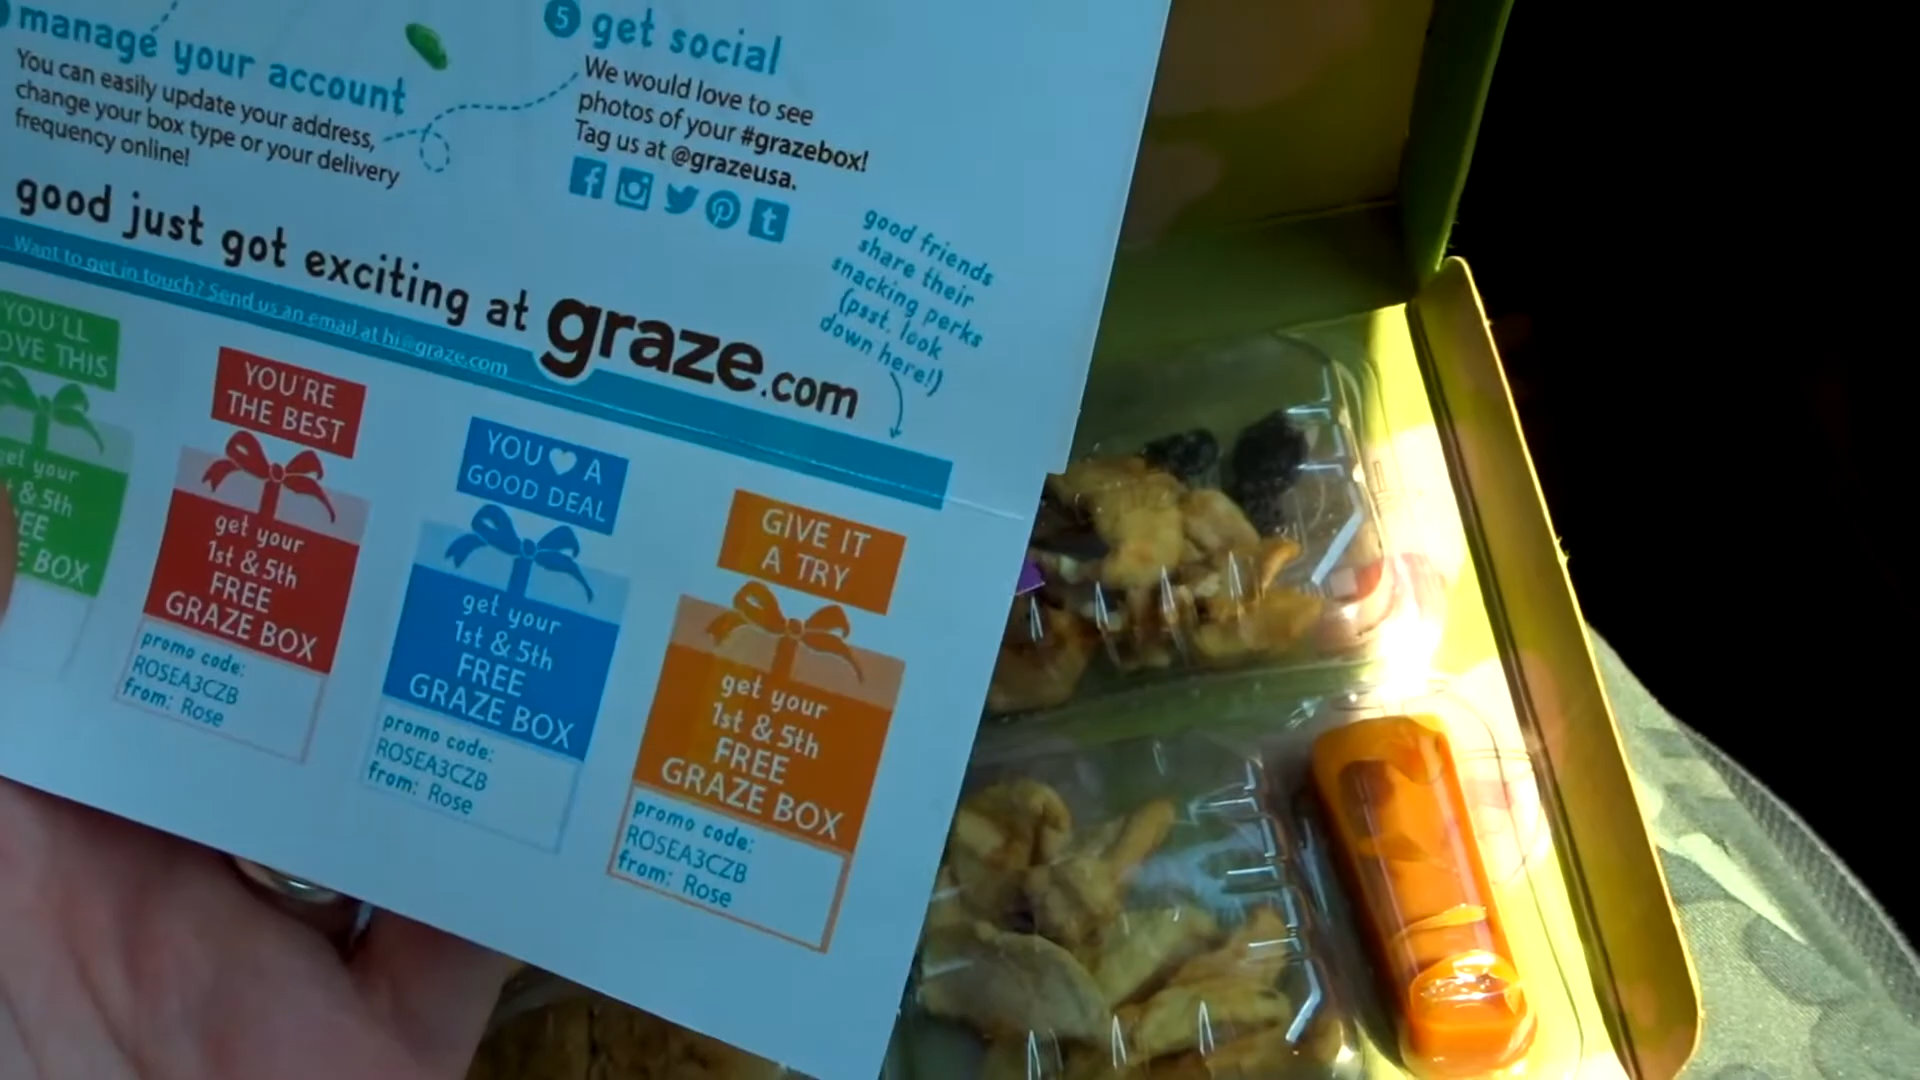 manage your account
You can easily update your address,
change your box type or your delivery
frequency online!
5 get social
We would love to see
photos of your #grazebox!
Tag us at @grazeusa.
good just got exciting at graze.com
Want to get in touch? Send us an email at hi@graze.com
good friends
share their
snacking perks
(psst, look
down here!)
YOU'LL
OVE THIS
get your
t & 5th
EE
E BOX
YOU'RE
THE BEST
get your
1st & 5th
FREE
GRAZE BOX
promo code:
ROSEA3CZB
from: Rose
YOU ♥ A
GOOD DEAL
get your
1st & 5th
FREE
GRAZE BOX
promo code:
ROSEA3CZB
from: Rose
GIVE IT
A TRY
get your
1st & 5th
FREE
GRAZE BOX
promo code:
ROSEA3CZB
from: Rose